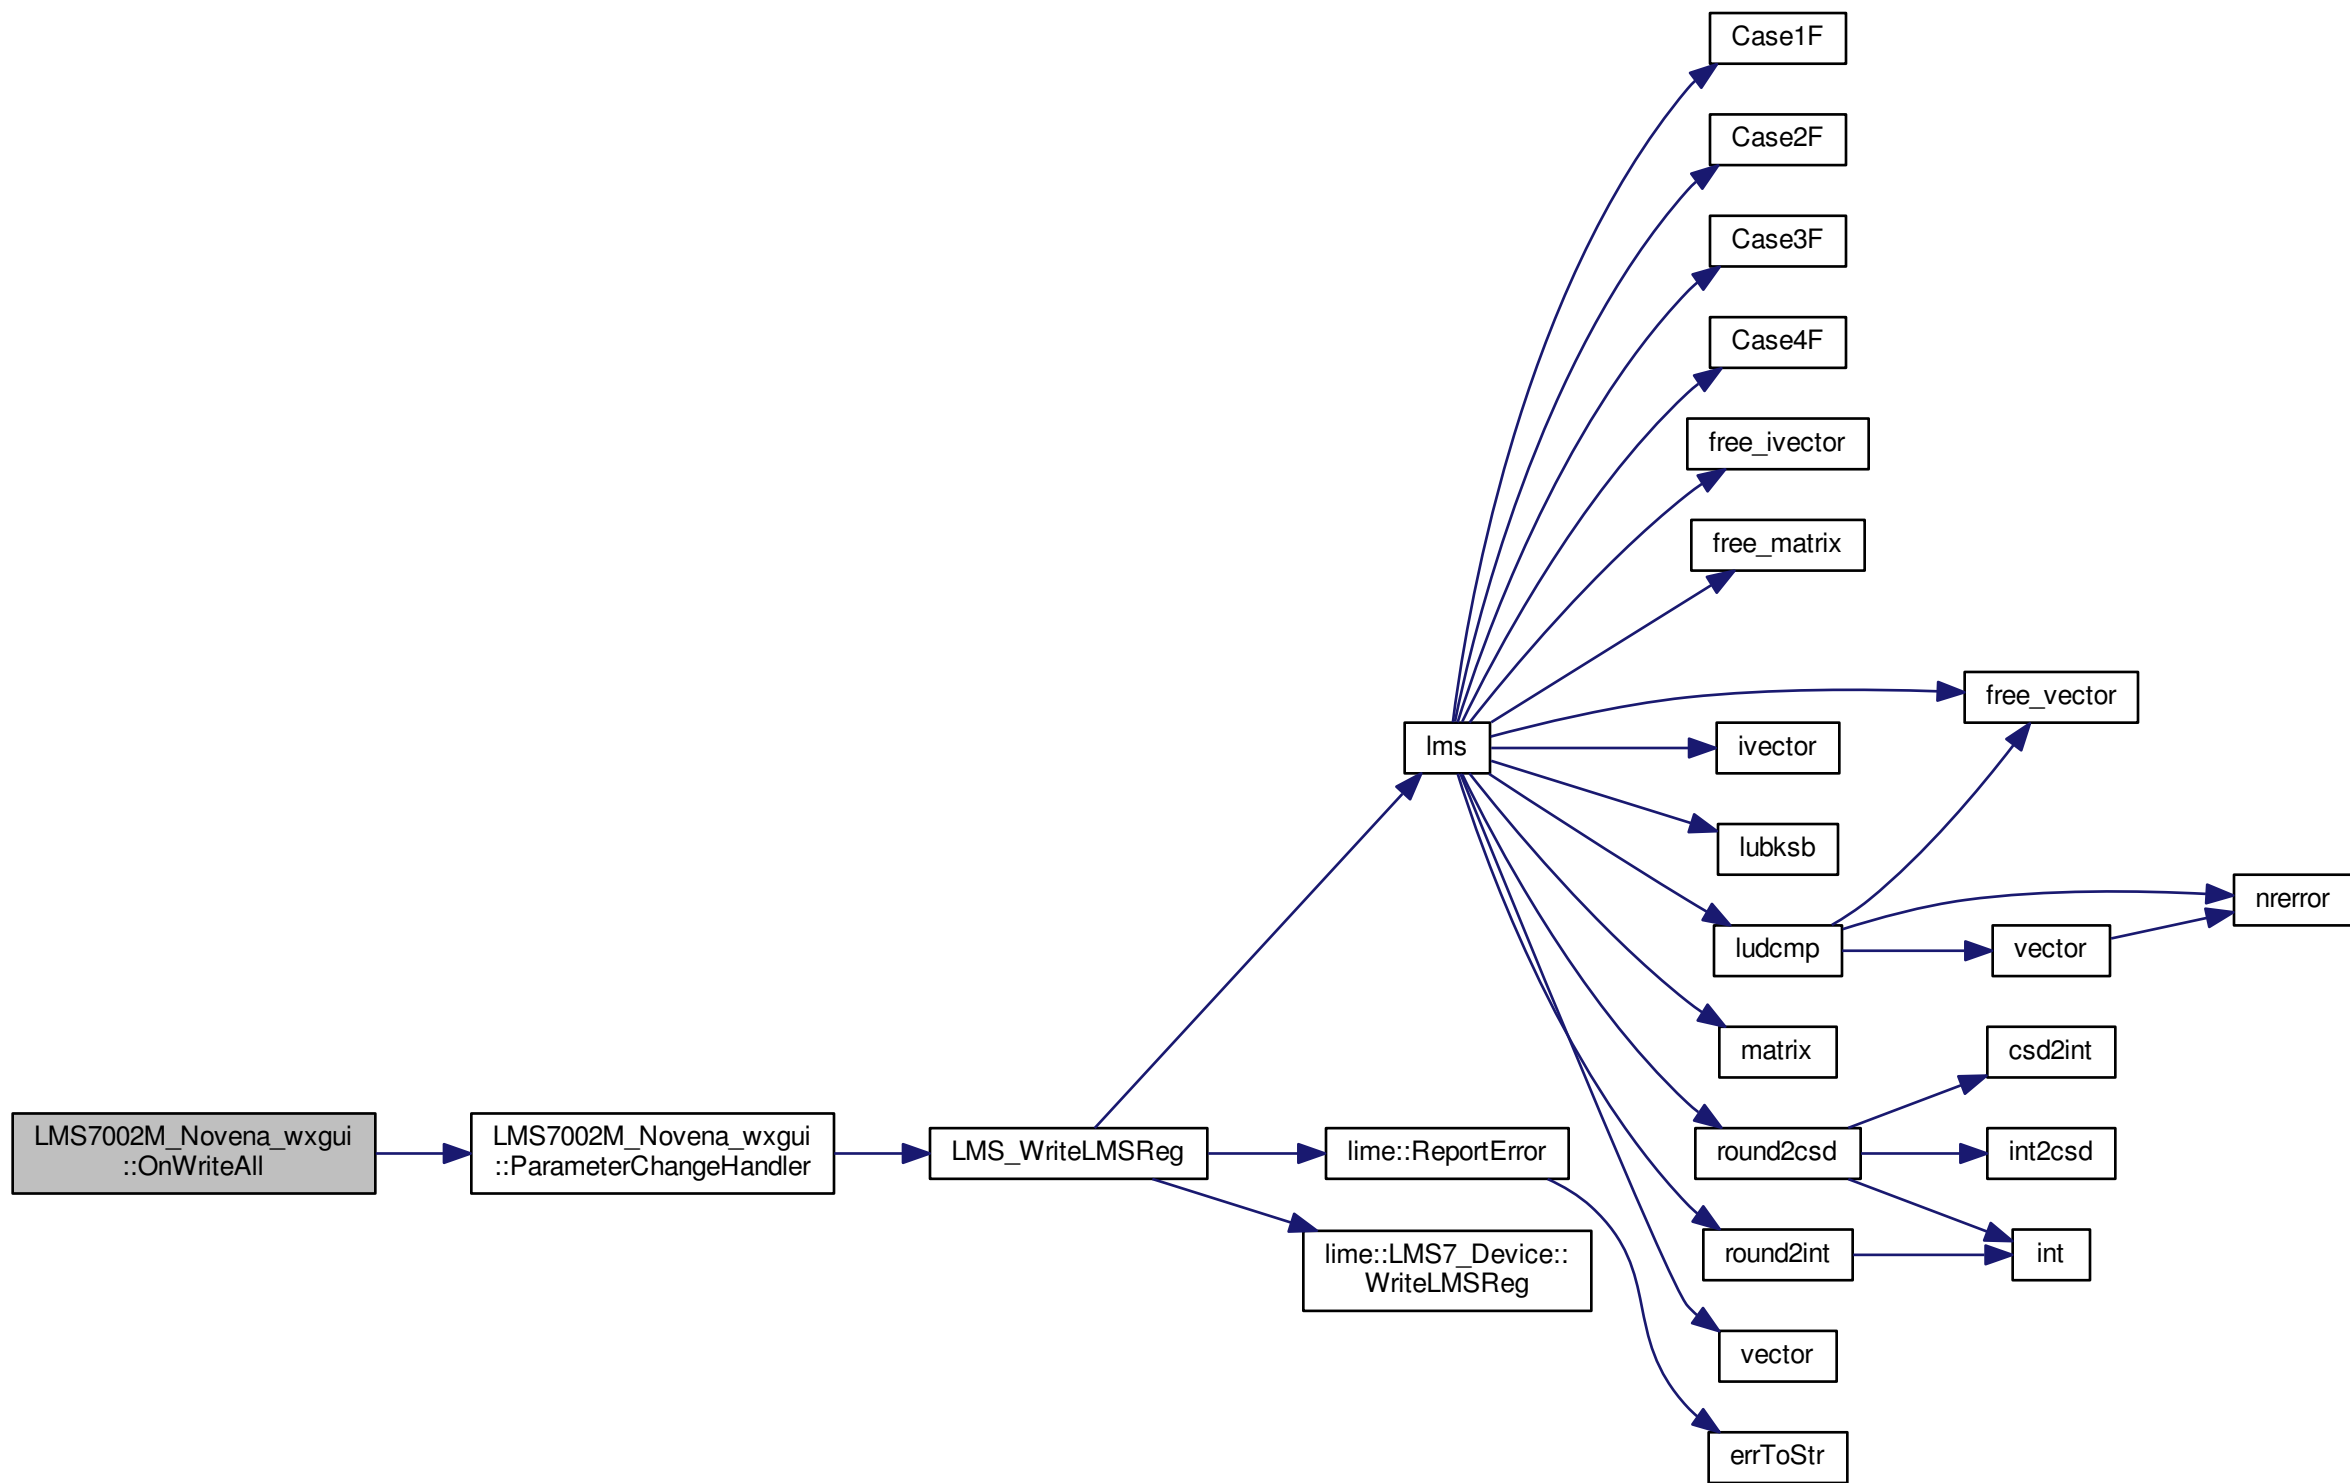 Case1F
Case2F
Case3F
Case4F
free_ivector
free_matrix
free_vector
lms
ivector
lubksb
nrerror
ludcmp
vector
matrix
csd2int
LMS7002M_Novena_wxgui
::OnWriteAll
LMS7002M_Novena_wxgui
::ParameterChangeHandler
LMS_WriteLMSReg
lime::ReportError
round2csd
int2csd
lime::LMS7_Device::
WriteLMSReg
round2int
int
vector
errToStr